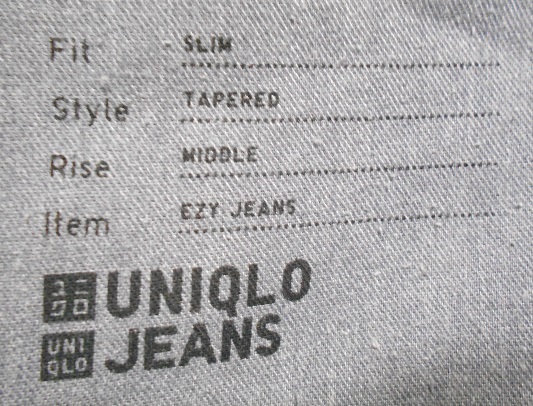 Fit SLIM
Style TAPERED
Rise MIDDLE
Item EZY JEANS
ユニクロ UNIQLO
UNIQLO JEANS